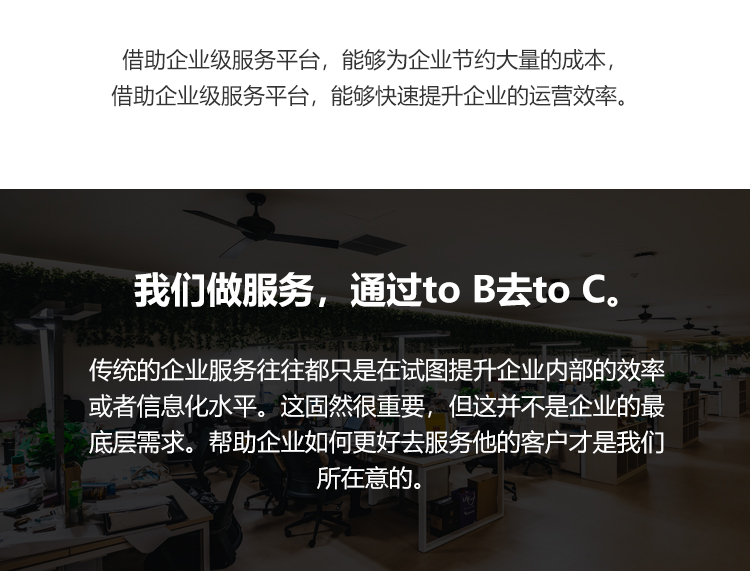 借助企业级服务平台，能够为企业节约大量的成本，
借助企业级服务平台，能够快速提升企业的运营效率。
我们做服务，通过to B去to C。
传统的企业服务往往都只是在试图提升企业内部的效率
或者信息化水平。这固然很重要，但这并不是企业的最
底层需求。帮助企业如何更好去服务他的客户才是我们
所在意的。